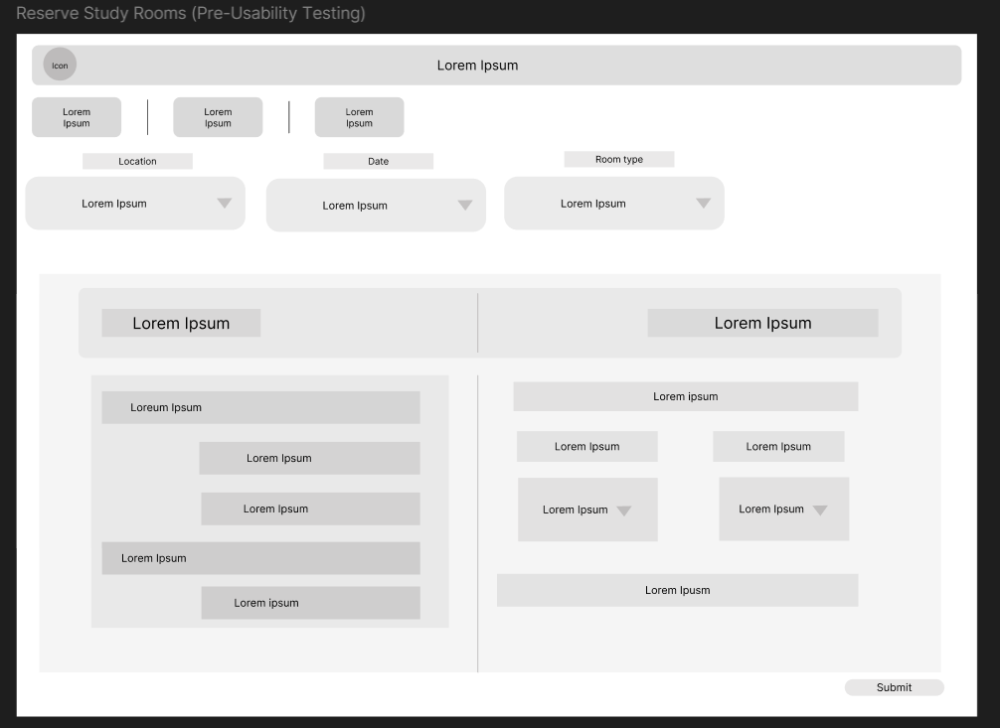 Reserve Study Rooms (Pre-Usability Testing)
Icon
Lorem Ipsum
Lorem
Ipsum
Lorem
Ipsum
Lorem
Ipsum
Location
Date
Room type
Lorem Ipsum
Lorem Ipsum
Lorem Ipsum
Lorem Ipsum
Lorem Ipsum
Loreum Ipsum
Lorem Ipsum
Lorem Ipsum
Lorem Ipsum
Lorem ipsum
Lorem ipsum
Lorem Ipsum
Lorem Ipsum
Lorem Ipsum
Lorem Ipsum
Lorem Ipusm
Submit